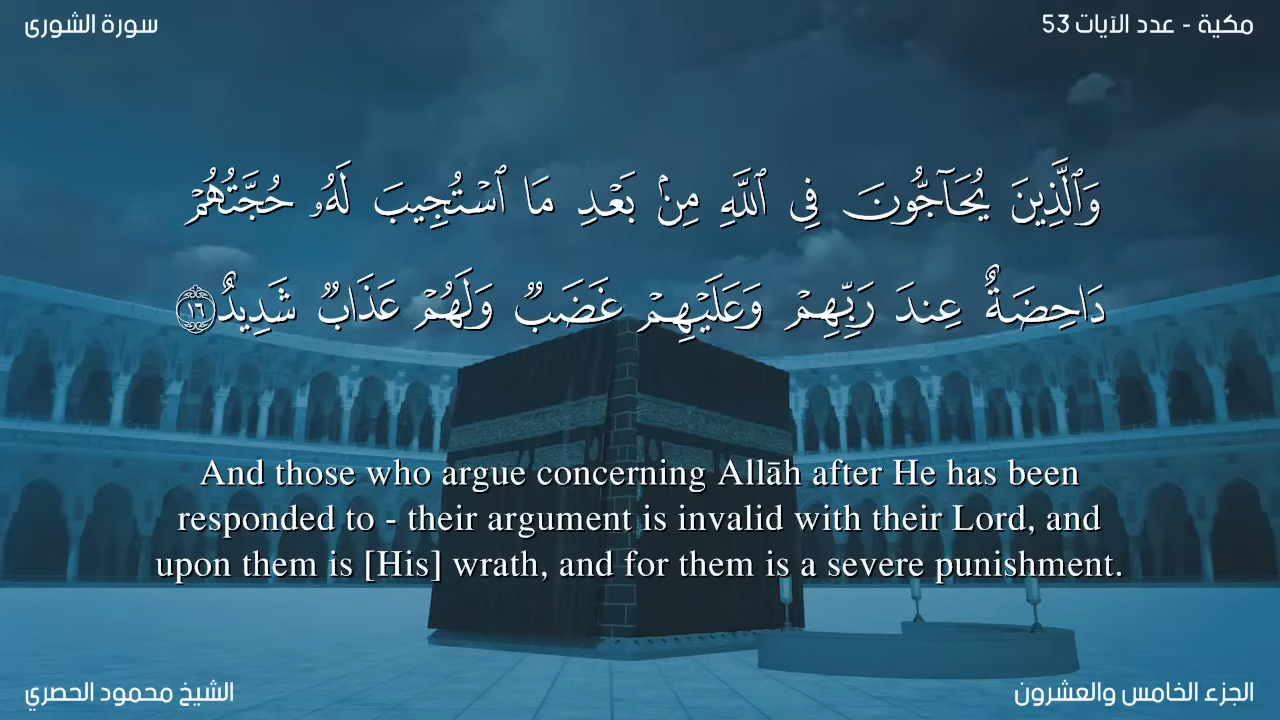 سورة الشورى
مكية - عدد الآيات 53
وَٱلَّذِينَ يُحَآجُّونَ فِى ٱللَّهِ مِنۢ بَعْدِ مَا ٱسْتُجِيبَ لَهُۥ حُجَّتُهُمْ
دَاحِضَةٌ عِندَ رَبِّهِمْ وَعَلَيْهِمْ غَضَبٌ وَلَهُمْ عَذَابٌ شَدِيدٌ ١٦
And those who argue concerning Allāh after He has been
responded to - their argument is invalid with their Lord, and
upon them is [His] wrath, and for them is a severe punishment.
الشيخ محمود الحصري
الجزء الخامس والعشرون